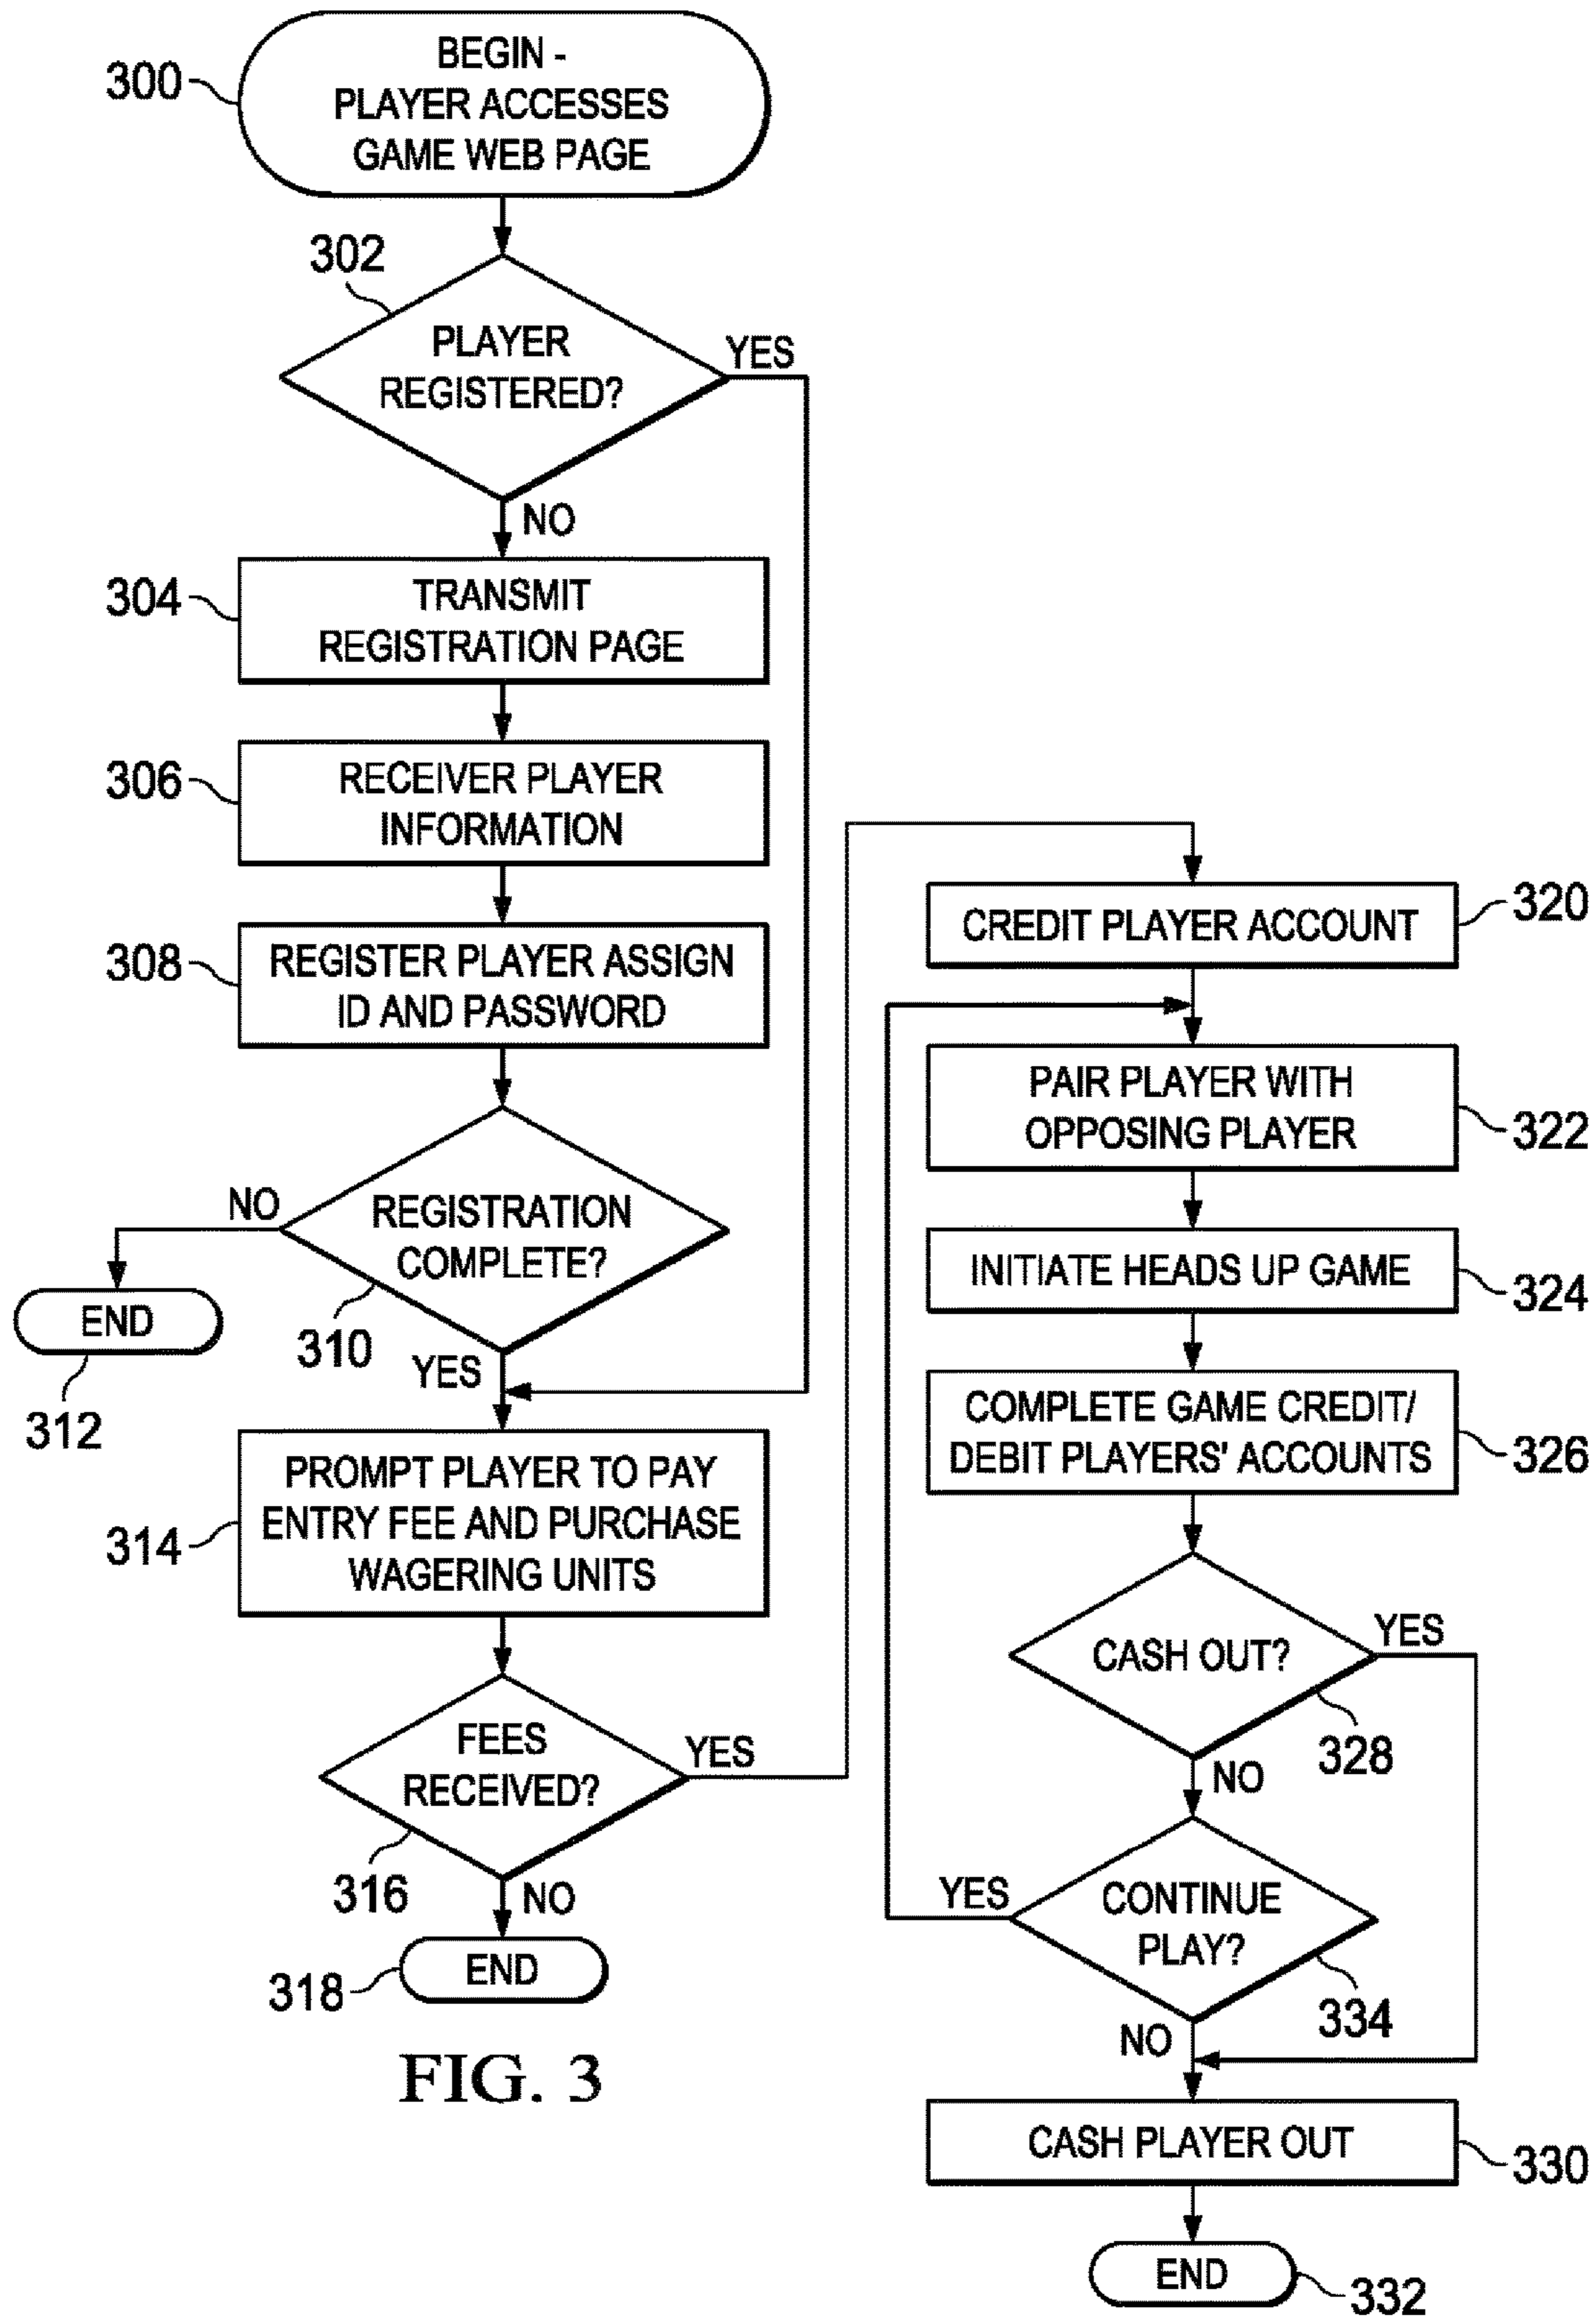 300
BEGIN -
PLAYER ACCESSES
GAME WEB PAGE
302
PLAYER
REGISTERED?
YES
NO
304
TRANSMIT
REGISTRATION PAGE
306
RECEIVER PLAYER
INFORMATION
308
REGISTER PLAYER ASSIGN
ID AND PASSWORD
NO
REGISTRATION
COMPLETE?
310
YES
END
312
314
PROMPT PLAYER TO PAY
ENTRY FEE AND PURCHASE
WAGERING UNITS
FEES
RECEIVED?
YES
316
NO
318
END
FIG. 3
CREDIT PLAYER ACCOUNT
320
PAIR PLAYER WITH
OPPOSING PLAYER
322
INITIATE HEADS UP GAME
324
COMPLETE GAME CREDIT/
DEBIT PLAYERS' ACCOUNTS
326
CASH OUT?
YES
328
NO
YES
CONTINUE
PLAY?
334
NO
CASH PLAYER OUT
330
END
332